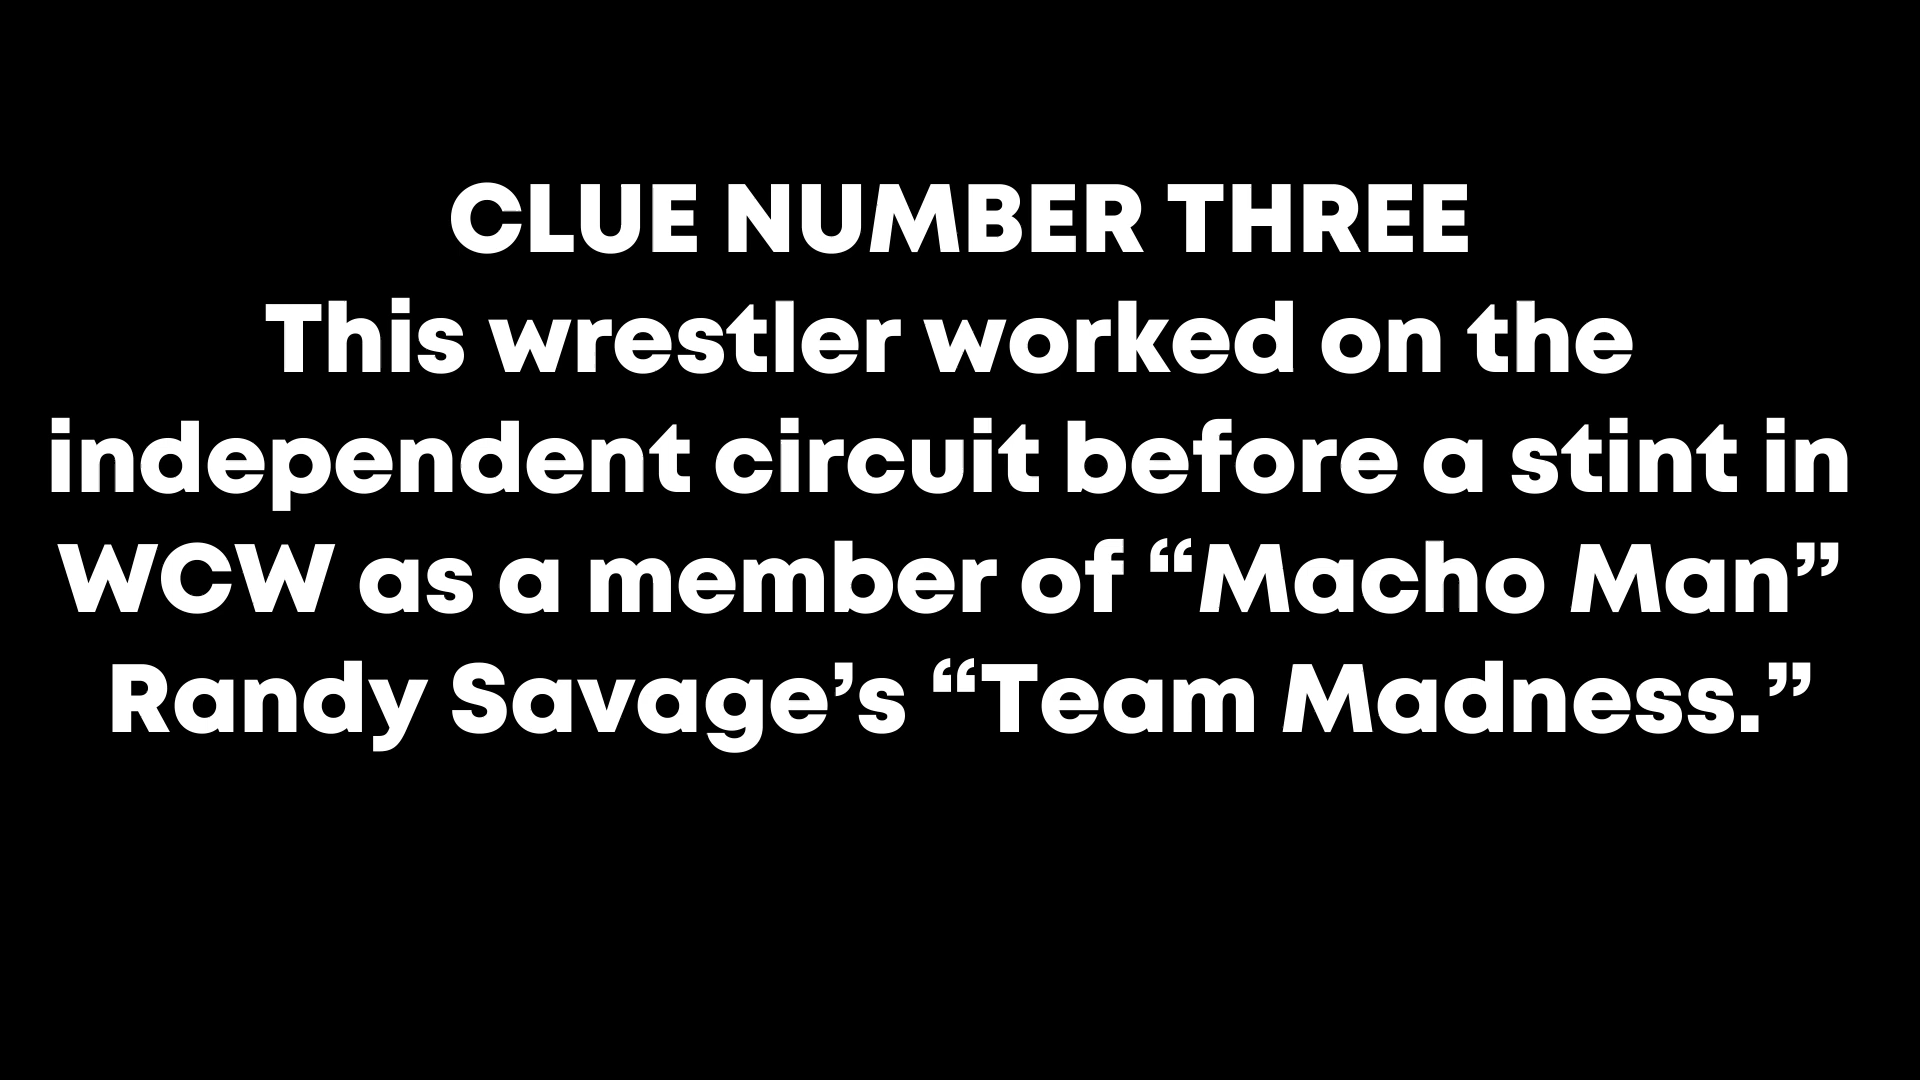 CLUE NUMBER THREE
This wrestler worked on the
independent circuit before a stint in
WCW as a member of “Macho Man”
Randy Savage’s “Team Madness.”